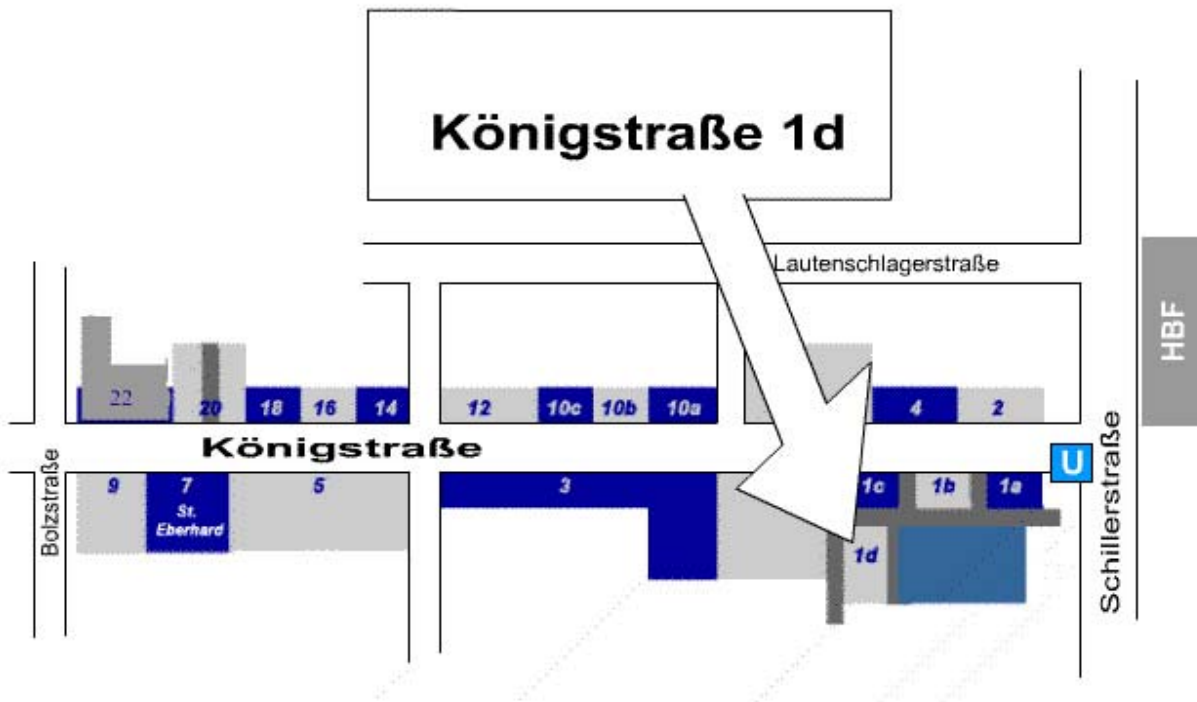 Königstraße 1d
Lautenschlagerstraße
HBF
22
20
18
16
14
12
10c
10b
10a
4
2
Königstraße
U
Schillerstraße
Bolzstraße
9
7
St.
Eberhard
5
3
1c
1b
1a
1d